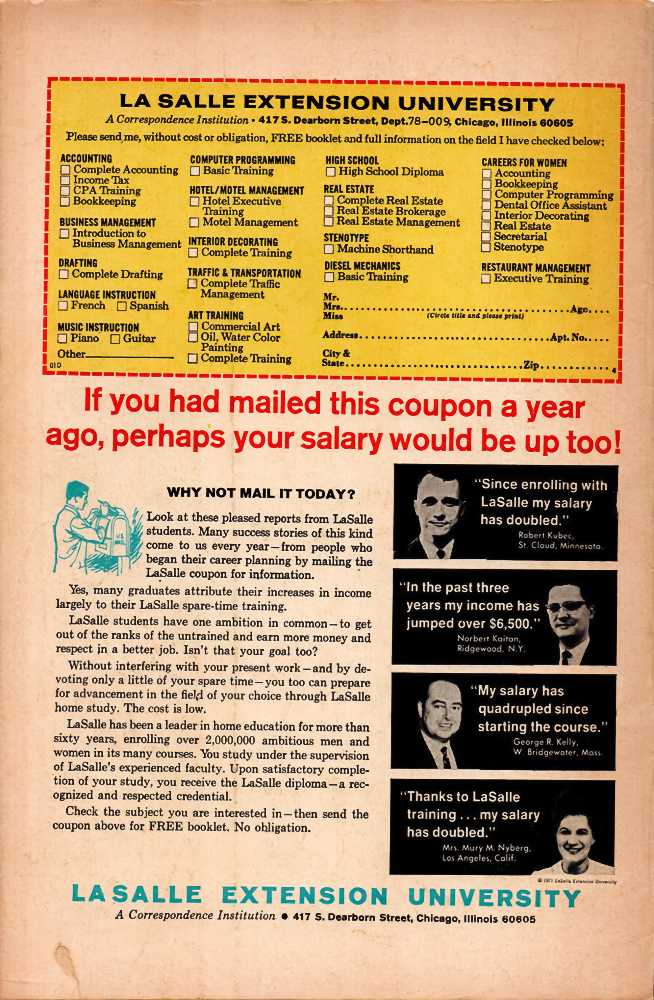 LA SALLE EXTENSION UNIVERSITY
A Correspondence Institution • 417 S. Dearborn Street, Dept.78-009, Chicago, Illinois 60605
Please send me, without cost or obligation, FREE booklet and full information on the field I have checked below:
ACCOUNTING
Complete Accounting
Income Tax
CPA Training
Bookkeeping
BUSINESS MANAGEMENT
Introduction to
Business Management
DRAFTING
Complete Drafting
LANGUAGE INSTRUCTION
French Spanish
MUSIC INSTRUCTION
Piano Guitar
Other
010
COMPUTER PROGRAMMING
Basic Training
HOTEL/MOTEL MANAGEMENT
Hotel Executive
Training
Motel Management
INTERIOR DECORATING
Complete Training
TRAFFIC & TRANSPORTATION
Complete Traffic
Management
ART TRAINING
Commercial Art
Oil, Water Color
Painting
Complete Training
HIGH SCHOOL
High School Diploma
REAL ESTATE
Complete Real Estate
Real Estate Brokerage
Real Estate Management
STENOTYPE
Machine Shorthand
DIESEL MECHANICS
Basic Training
CAREERS FOR WOMEN
Accounting
Bookkeeping
Computer Programming
Dental Office Assistant
Interior Decorating
Real Estate
Secretarial
Stenotype
RESTAURANT MANAGEMENT
Executive Training
Mr.
Mrs. Age
Miss (Circle title and please print)
Address Apt. No.
City &
State Zip
4
If you had mailed this coupon a year
ago, perhaps your salary would be up too!
WHY NOT MAIL IT TODAY?
Look at these pleased reports from LaSalle
students. Many success stories of this kind
come to us every year—from people who
began their career planning by mailing the
LaSalle coupon for information.
Yes, many graduates attribute their increases in income
largely to their LaSalle spare-time training.
LaSalle students have one ambition in common—to get
out of the ranks of the untrained and earn more money and
respect in a better job. Isn't that your goal too?
Without interfering with your present work—and by de-
voting only a little of your spare time—you too can prepare
for advancement in the field of your choice through LaSalle
home study. The cost is low.
LaSalle has been a leader in home education for more than
sixty years, enrolling over 2,000,000 ambitious men and
women in its many courses. You study under the supervision
of LaSalle's experienced faculty. Upon satisfactory comple-
tion of your study, you receive the LaSalle diploma—a rec-
ognized and respected credential.
Check the subject you are interested in—then send the
coupon above for FREE booklet. No obligation.
"Since enrolling with
LaSalle my salary
has doubled."
Robert Kubec,
St. Cloud, Minnesota.
"In the past three
years my income has
jumped over $6,500."
Norbert Kaitan,
Ridgewood, N.Y.
"My salary has
quadrupled since
starting the course."
George R. Kelly,
W. Bridgewater, Mass.
"Thanks to LaSalle
training . . . my salary
has doubled."
Mrs. Mury M. Nyberg,
Los Angeles, Calif.
LaSalle Extension University
LA SALLE EXTENSION UNIVERSITY
A Correspondence Institution • 417 S. Dearborn Street, Chicago, Illinois 60605